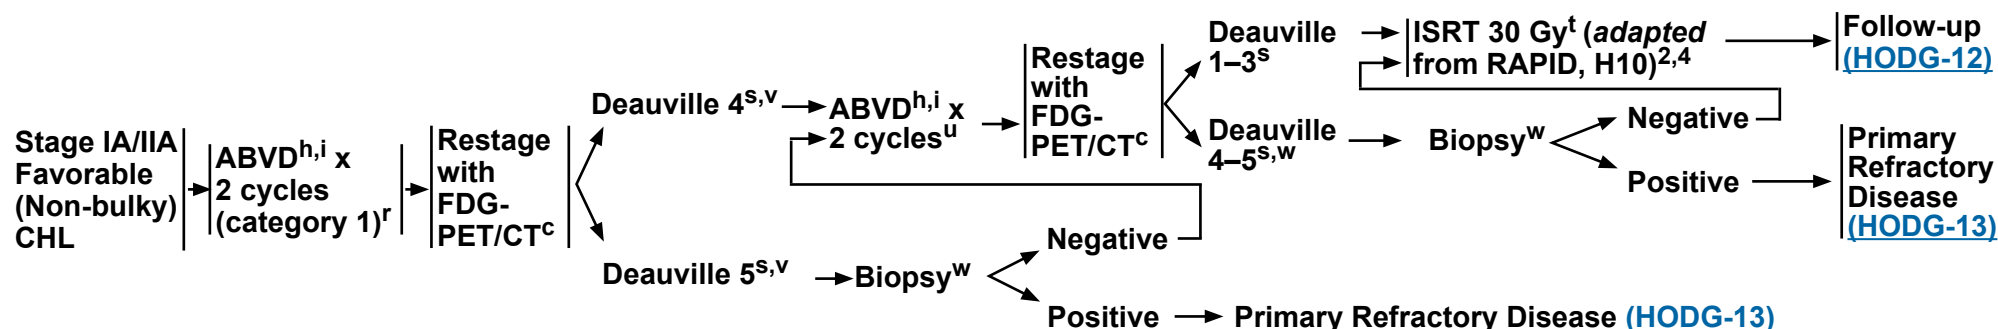 Stage IA/IIA
Favorable
(Non-bulky)
CHL
ABVDh,i x
2 cycles
(category 1)r
Restage
with
FDG-
PET/CTc
Deauville 4s,v
ABVDh,i x
2 cyclesu
Restage
with
FDG-
PET/CTc
Deauville
1–3s
ISRT 30 Gyt (adapted
from RAPID, H10)2,4
Follow-up
(HODG-12)
Deauville
4–5s,w
Biopsyw
Negative
Positive
Primary
Refractory
Disease
(HODG-13)
Deauville 5s,v
Biopsyw
Negative
Positive
Primary Refractory Disease (HODG-13)